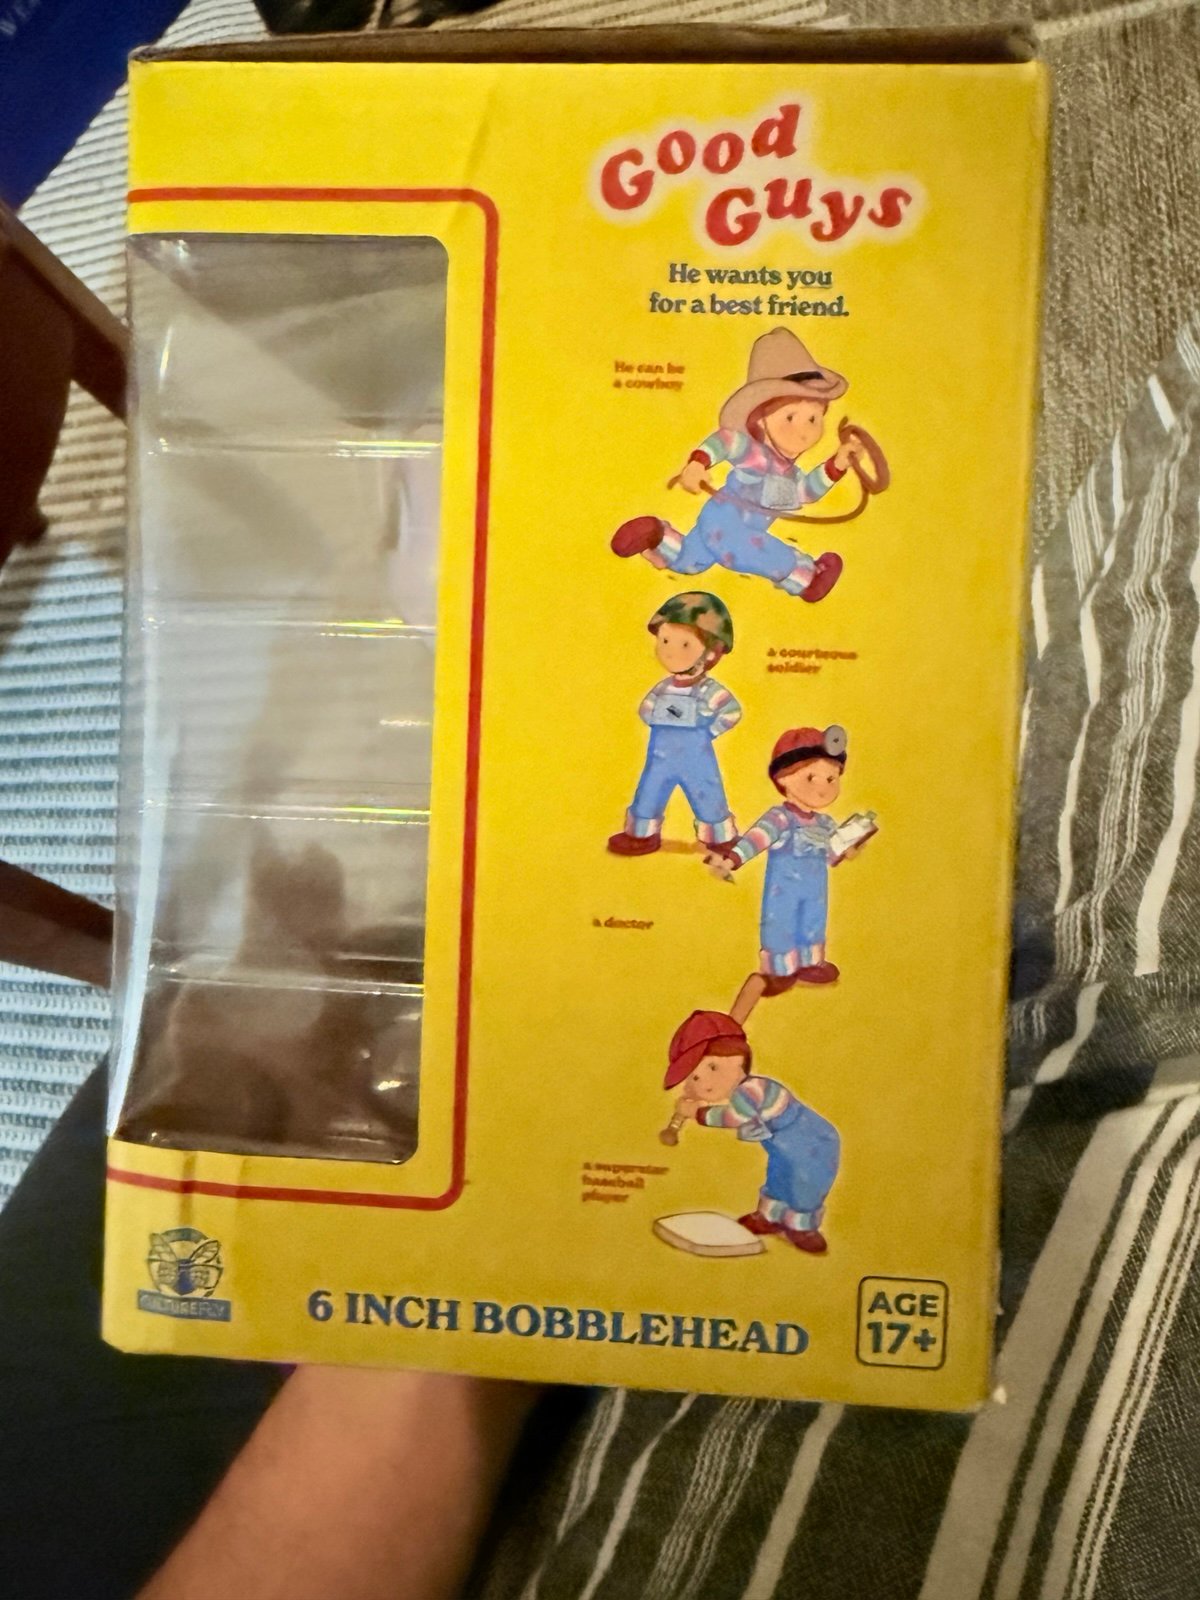 Good
Guys
He wants you
for a best friend.
He can be
a cowboy
a courteous
soldier
a doctor
a superstar
baseball
player
CULTUREFLY
6 INCH BOBBLEHEAD
AGE
17+